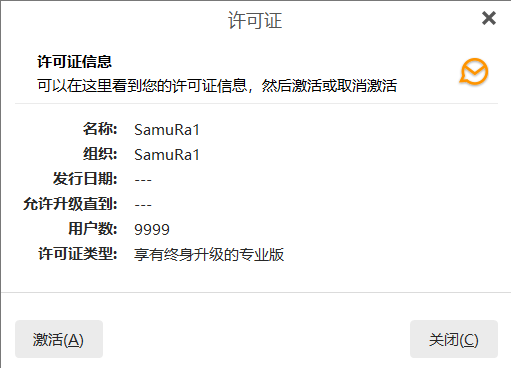 许可证
许可证信息
可以在这里看到您的许可证信息，然后激活或取消激活
名称: SamuRa1
组织: SamuRa1
发行日期: ---
允许升级直到: ---
用户数: 9999
许可证类型: 享有终身升级的专业版
激活(A) 关闭(C)